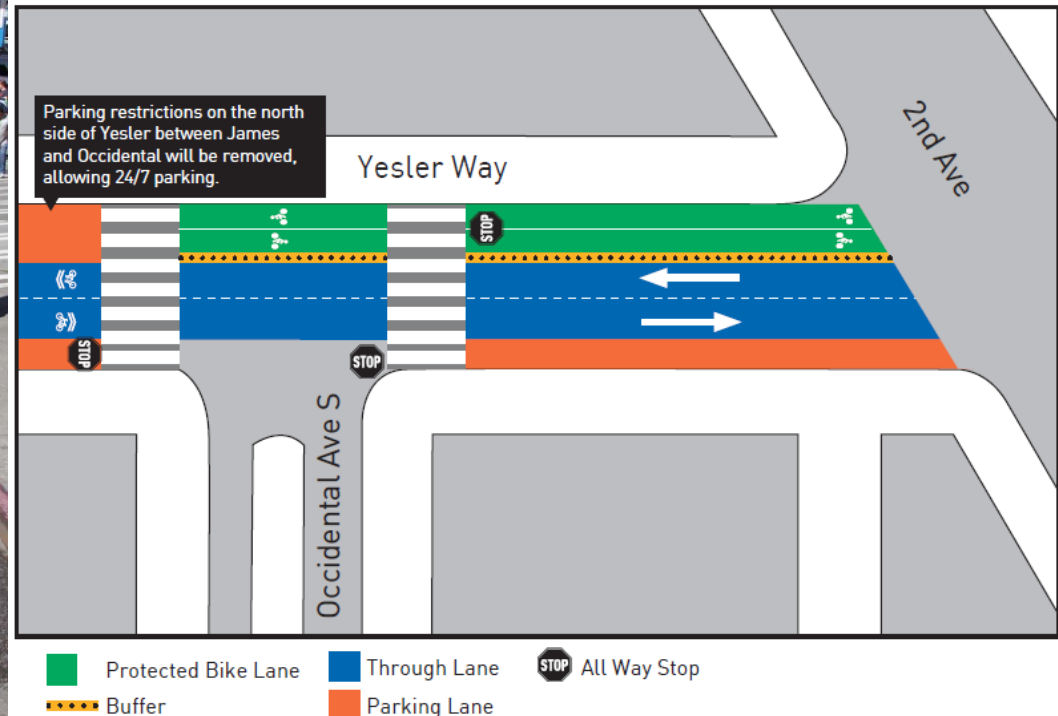 Parking restrictions on the north
side of Yesler between James
and Occidental will be removed,
allowing 24/7 parking.
Yesler Way
2nd Ave
STOP
STOP
STOP
Occidental Ave S
Protected Bike Lane
Through Lane
STOP All Way Stop
Buffer
Parking Lane